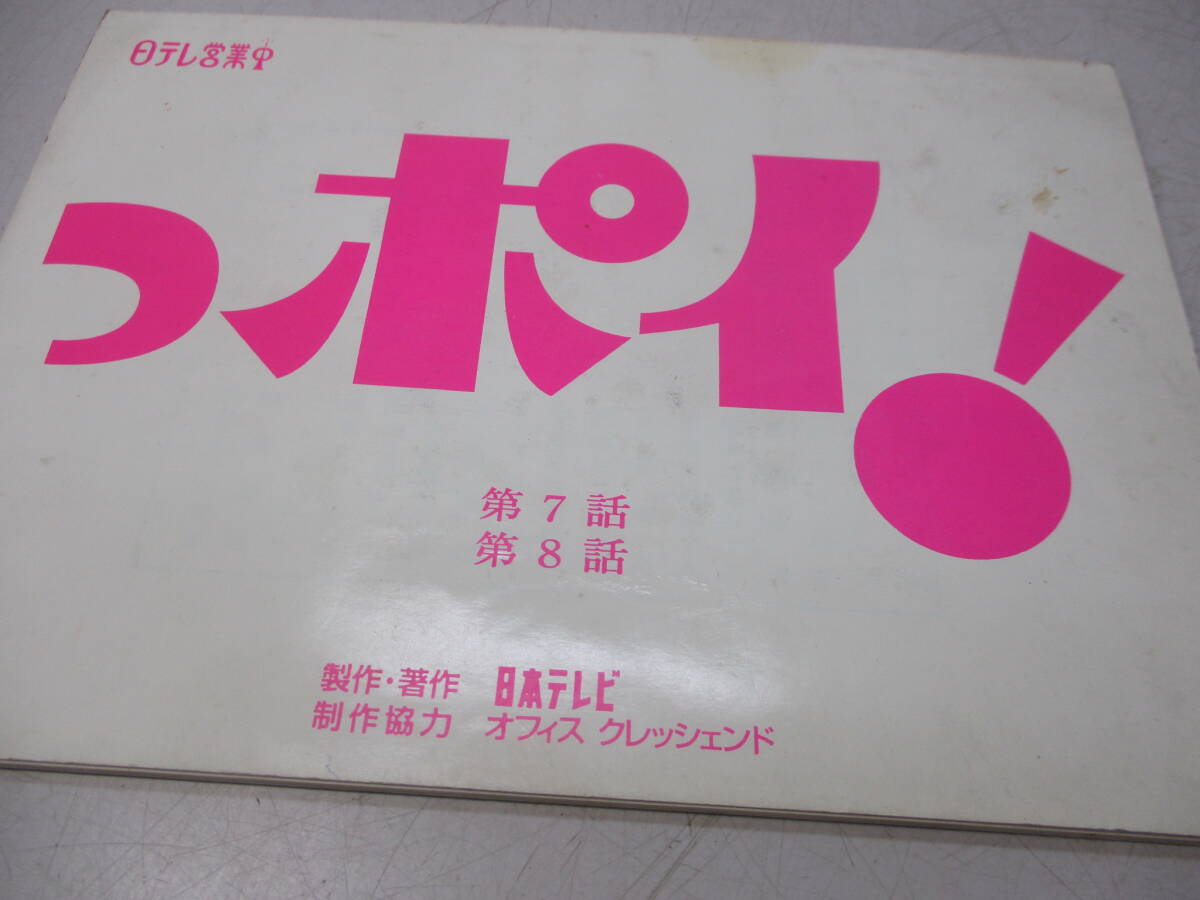 日テレ営業中
っポイ!
第7話
第8話
製作・著作 日本テレビ
制作協力 オフィス クレッシェンド